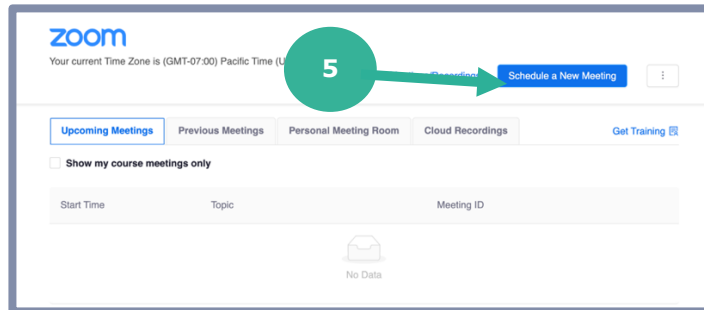 zoom
Your current Time Zone is (GMT-07:00) Pacific Time (U
5
Schedule a New Meeting
Upcoming Meetings
Previous Meetings
Personal Meeting Room
Cloud Recordings
Get Training
Show my course meetings only
Start Time
Topic
Meeting ID
No Data